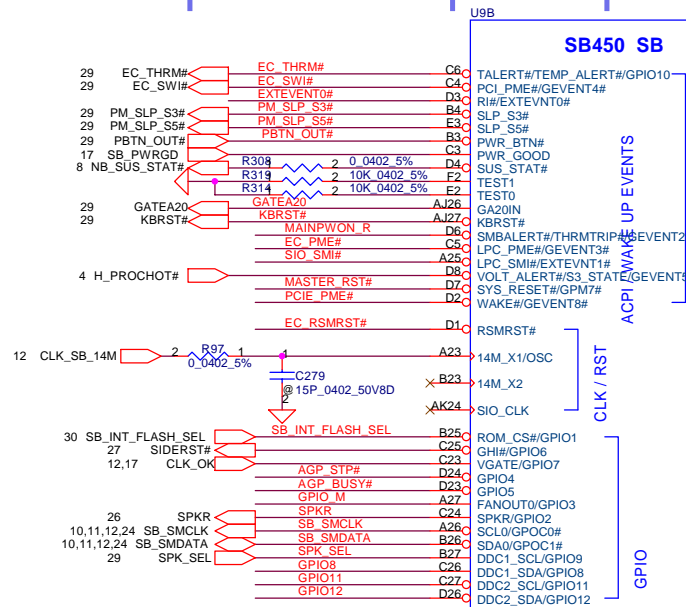 U9B
SB450 SB
29 EC_THRM# EC_THRM# C6 TALERT#/TEMP_ALERT#/GPIO10
29 EC_SWI# EC_SWI# C4 PCI_PME#/GEVENT4#
EXTEVENT0# D3 RI#/EXTEVNT0#
29 PM_SLP_S3# PM_SLP_S3# B4 SLP_S3#
29 PM_SLP_S5# PM_SLP_S5# E3 SLP_S5#
29 PBTN_OUT# PBTN_OUT# B3 PWR_BTN#
17 SB_PWRGD C3 PWR_GOOD
8 NB_SUS_STAT# R308 1 2 0_0402_5% D4 SUS_STAT#
R319 1 2 10K_0402_5% F2 TEST1
R314 1 2 10K_0402_5% E2 TEST0
29 GATEA20 GATEA20 AJ26 GA20IN
29 KBRST# KBRST# AJ27 KBRST#
MAINPWON_R D6 SMBALERT#/THRMTRIP#/GEVENT2
EC_PME# C5 LPC_PME#/GEVENT3#
SIO_SMI# A25 LPC_SMI#/EXTEVNT1#
4 H_PROCHOT# D8 VOLT_ALERT#/S3_STATE/GEVENT5
MASTER_RST# D7 SYS_RESET#/GPM7#
PCIE_PME# D2 WAKE#/GEVENT8#
ACPI / WAKE UP EVENTS
EC_RSMRST# D1 RSMRST#
12 CLK_SB_14M 2 R97 1 1 A23 14M_X1/OSC
0_0402_5%
C279
@ 15P_0402_50V8D
2
B23 14M_X2
AK24 SIO_CLK
CLK / RST
30 SB_INT_FLASH_SEL SB_INT_FLASH_SEL B25 ROM_CS#/GPIO1
27 SIDERST# C25 GHI#/GPIO6
12,17 CLK_OK C23 VGATE/GPIO7
AGP_STP# D24 GPIO4
AGP_BUSY# D23 GPIO5
GPIO_M A27 FANOUT0/GPIO3
26 SPKR SPKR C24 SPKR/GPIO2
10,11,12,24 SB_SMCLK SB_SMCLK A26 SCL0/GPOC0#
10,11,12,24 SB_SMDATA SB_SMDATA B26 SDA0/GPOC1#
29 SPK_SEL SPK_SEL B27 DDC1_SCL/GPIO9
GPIO8 C26 DDC1_SDA/GPIO8
GPIO11 C27 DDC2_SCL/GPIO11
GPIO12 D26 DDC2_SDA/GPIO12
GPIO